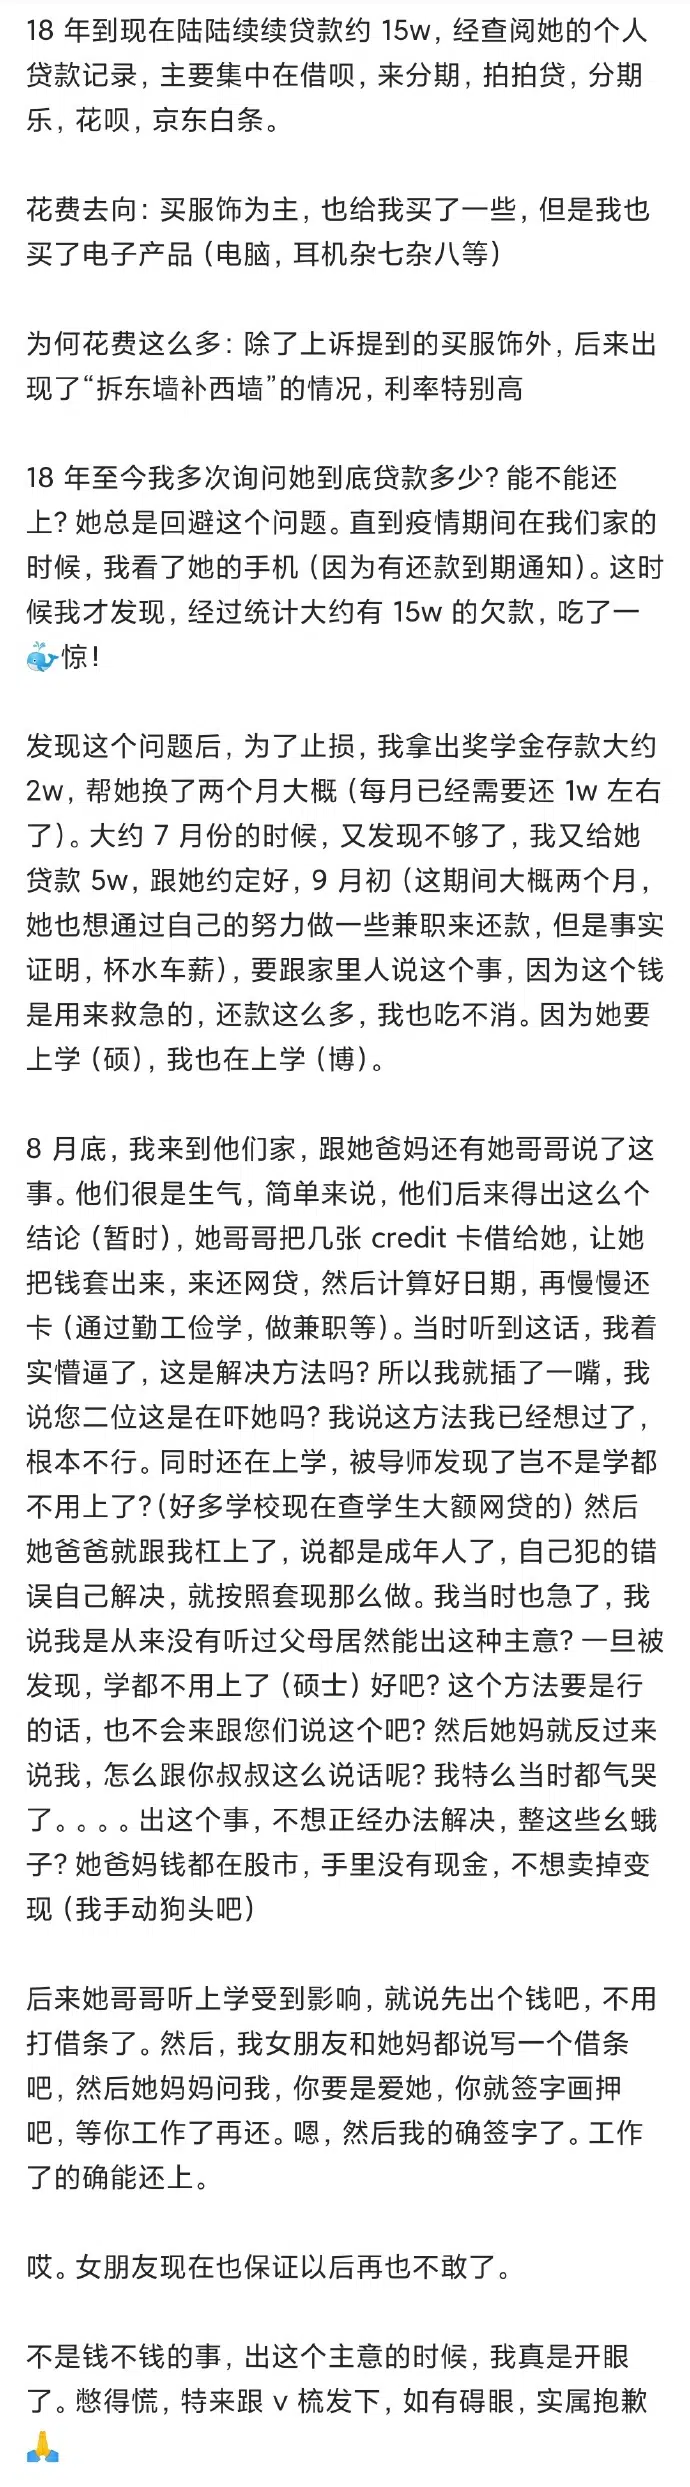 18 年到现在陆陆续续贷款约 15w, 经查阅她的个人
贷款记录, 主要集中在借呗, 来分期, 拍拍贷, 分期
乐, 花呗, 京东白条。
花费去向: 买服饰为主, 也给我买了一些, 但是我也
买了电子产品 (电脑, 耳机杂七杂八等)
为何花费这么多: 除了上诉提到的买服饰外, 后来出
现了“拆东墙补西墙”的情况, 利率特别高
18 年至今我多次询问她到底贷款多少? 能不能还
上? 她总是回避这个问题。直到疫情期间在我们家的
时候, 我看了她的手机 (因为有还款到期通知)。这时
候我才发现, 经过统计大约有 15w 的欠款, 吃了一
🐳惊!
发现这个问题后, 为了止损, 我拿出奖学金存款大约
2w, 帮她换了两个月大概 (每月已经需要还 1w 左右
了)。大约 7 月份的时候, 又发现不够了, 我又给她
贷款 5w, 跟她约定好, 9 月初 (这期间大概两个月,
她也想通过自己的努力做一些兼职来还款, 但是事实
证明, 杯水车薪), 要跟家里人说这个事, 因为这个钱
是用来救急的, 还款这么多, 我也吃不消。因为她要
上学 (硕), 我也在上学 (博)。
8 月底, 我来到他们家, 跟她爸妈还有她哥哥说了这
事。他们很是生气, 简单来说, 他们后来得出这么个
结论 (暂时), 她哥哥把几张 credit 卡借给她, 让她
把钱套出来, 来还网贷, 然后计算好日期, 再慢慢还
卡 (通过勤工俭学, 做兼职等)。当时听到这话, 我着
实懵逼了, 这是解决方法吗? 所以我就插了一嘴, 我
说您二位这是在吓她吗? 我说这方法我已经想过了,
根本不行。同时还在上学, 被导师发现了岂不是学都
不用上了? (好多学校现在查学生大额网贷的) 然后
她爸爸就跟我杠上了, 说都是成年人了, 自己犯的错
误自己解决, 就按照套现那么做。我当时也急了, 我
说我是从来没有听过父母居然能出这种主意? 一旦被
发现, 学都不用上了 (硕士) 好吧? 这个方法要是行
的话, 也不会来跟您们说这个吧? 然后她妈就反过来
说我, 怎么跟你叔叔这么说话呢? 我特么当时都气哭
了。。。。出这个事, 不想正经办法解决, 整这些幺蛾
子? 她爸妈钱都在股市, 手里没有现金, 不想卖掉变
现 (我手动狗头吧)
后来她哥哥听上学受到影响, 就说先出个钱吧, 不用
打借条了。然后, 我女朋友和她妈都说写一个借条
吧, 然后她妈妈问我, 你要是爱她, 你就签字画押
吧, 等你工作了再还。嗯, 然后我的确签字了。工作
了的确能还上。
哎。女朋友现在也保证以后再也不敢了。
不是钱不钱的事, 出这个主意的时候, 我真是开眼
了。憋得慌, 特来跟 v 梳发下, 如有碍眼, 实属抱歉
🙏